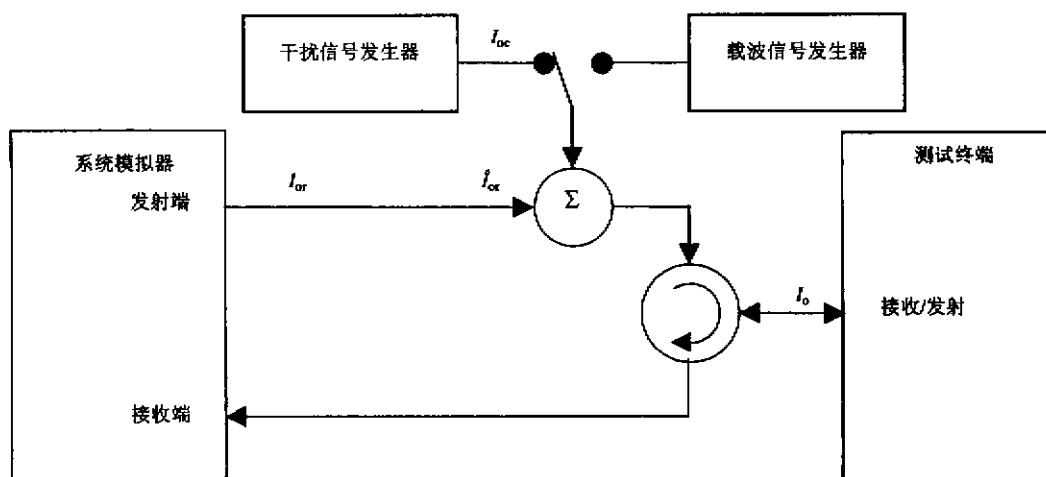 干扰信号发生器
I_oc
载波信号发生器
系统模拟器
测试终端
发射端
I_or
Î_or
Σ
I_o
接收/发射
接收端